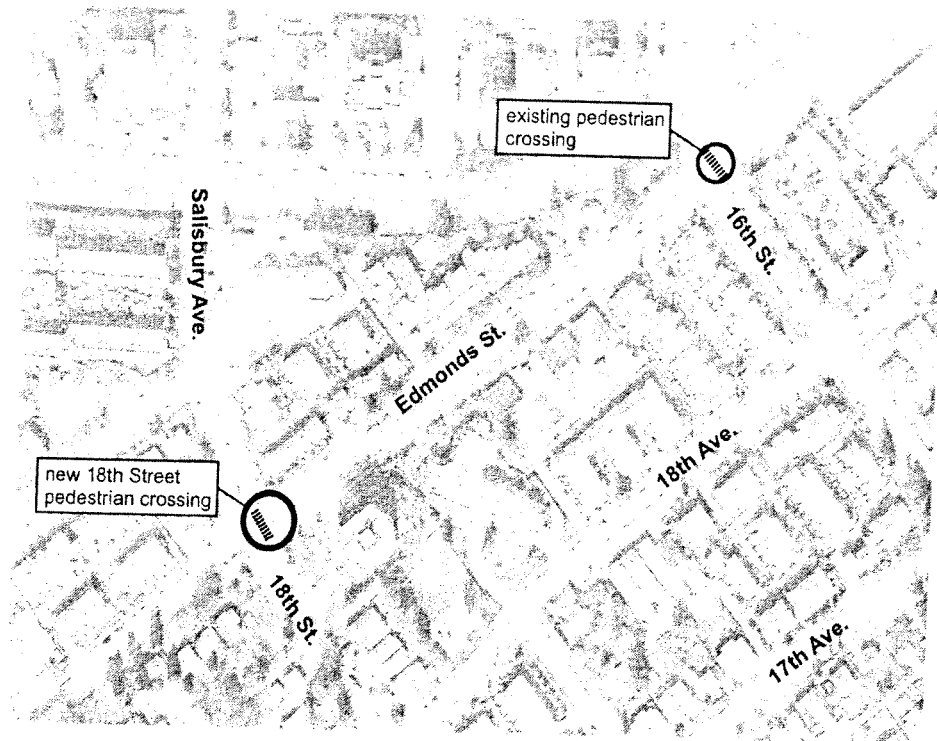 existing pedestrian
crossing
Salisbury Ave.
16th St.
Edmonds St.
18th Ave.
new 18th Street
pedestrian crossing
18th St.
17th Ave.